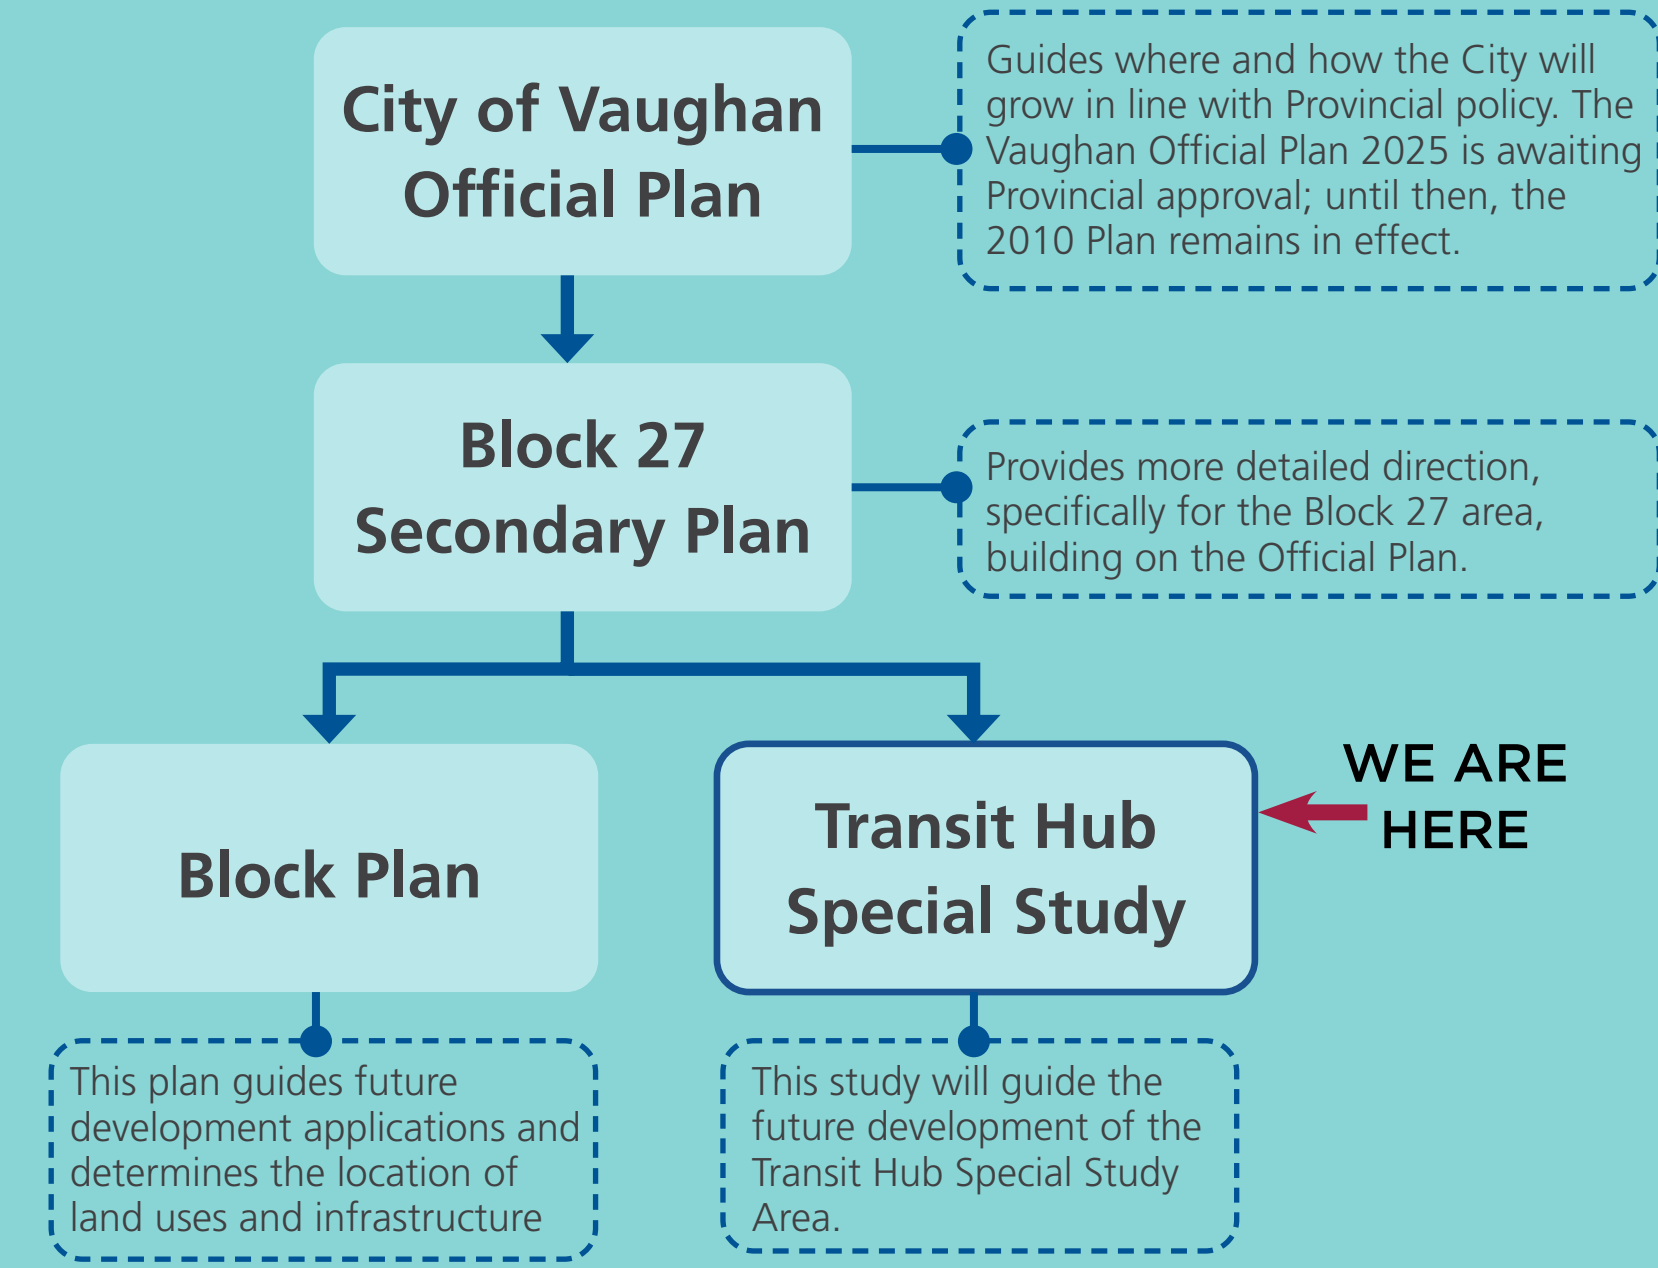 City of Vaughan
Official Plan
Guides where and how the City will
grow in line with Provincial policy. The
Vaughan Official Plan 2025 is awaiting
Provincial approval; until then, the
2010 Plan remains in effect.
Block 27
Secondary Plan
Provides more detailed direction,
specifically for the Block 27 area,
building on the Official Plan.
Block Plan
This plan guides future
development applications and
determines the location of
land uses and infrastructure
Transit Hub
Special Study
WE ARE
HERE
This study will guide the
future development of the
Transit Hub Special Study
Area.